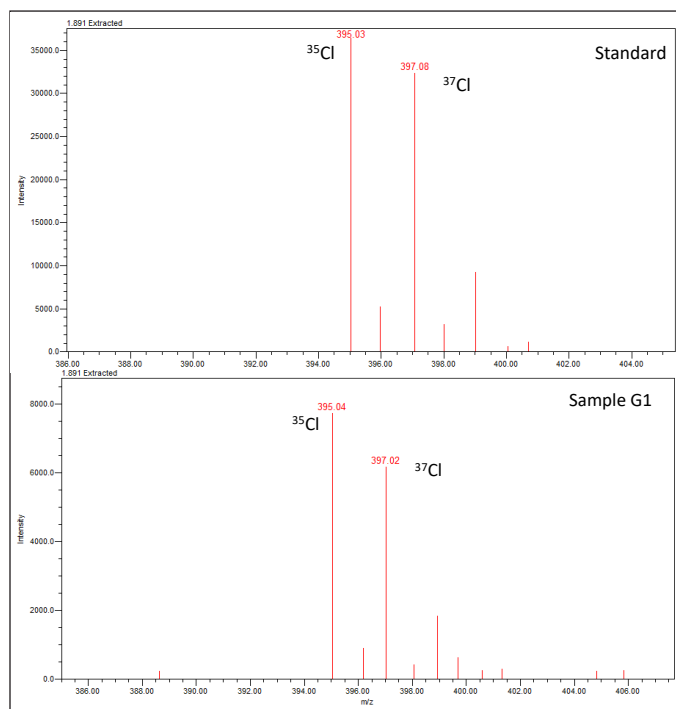 1.891 Extracted
395.03
Standard
³⁵Cl
397.08
³⁷Cl
35000.0
30000.0
25000.0
20000.0
15000.0
10000.0
5000.0
0.0
Intensity
386.00 388.00 390.00 392.00 394.00 396.00 398.00 400.00 402.00 404.00
1.891 Extracted
395.04
Sample G1
³⁵Cl
397.02
³⁷Cl
8000.0
6000.0
4000.0
2000.0
0.0
Intensity
386.00 388.00 390.00 392.00 394.00 396.00 398.00 400.00 402.00 404.00 406.00
m/z